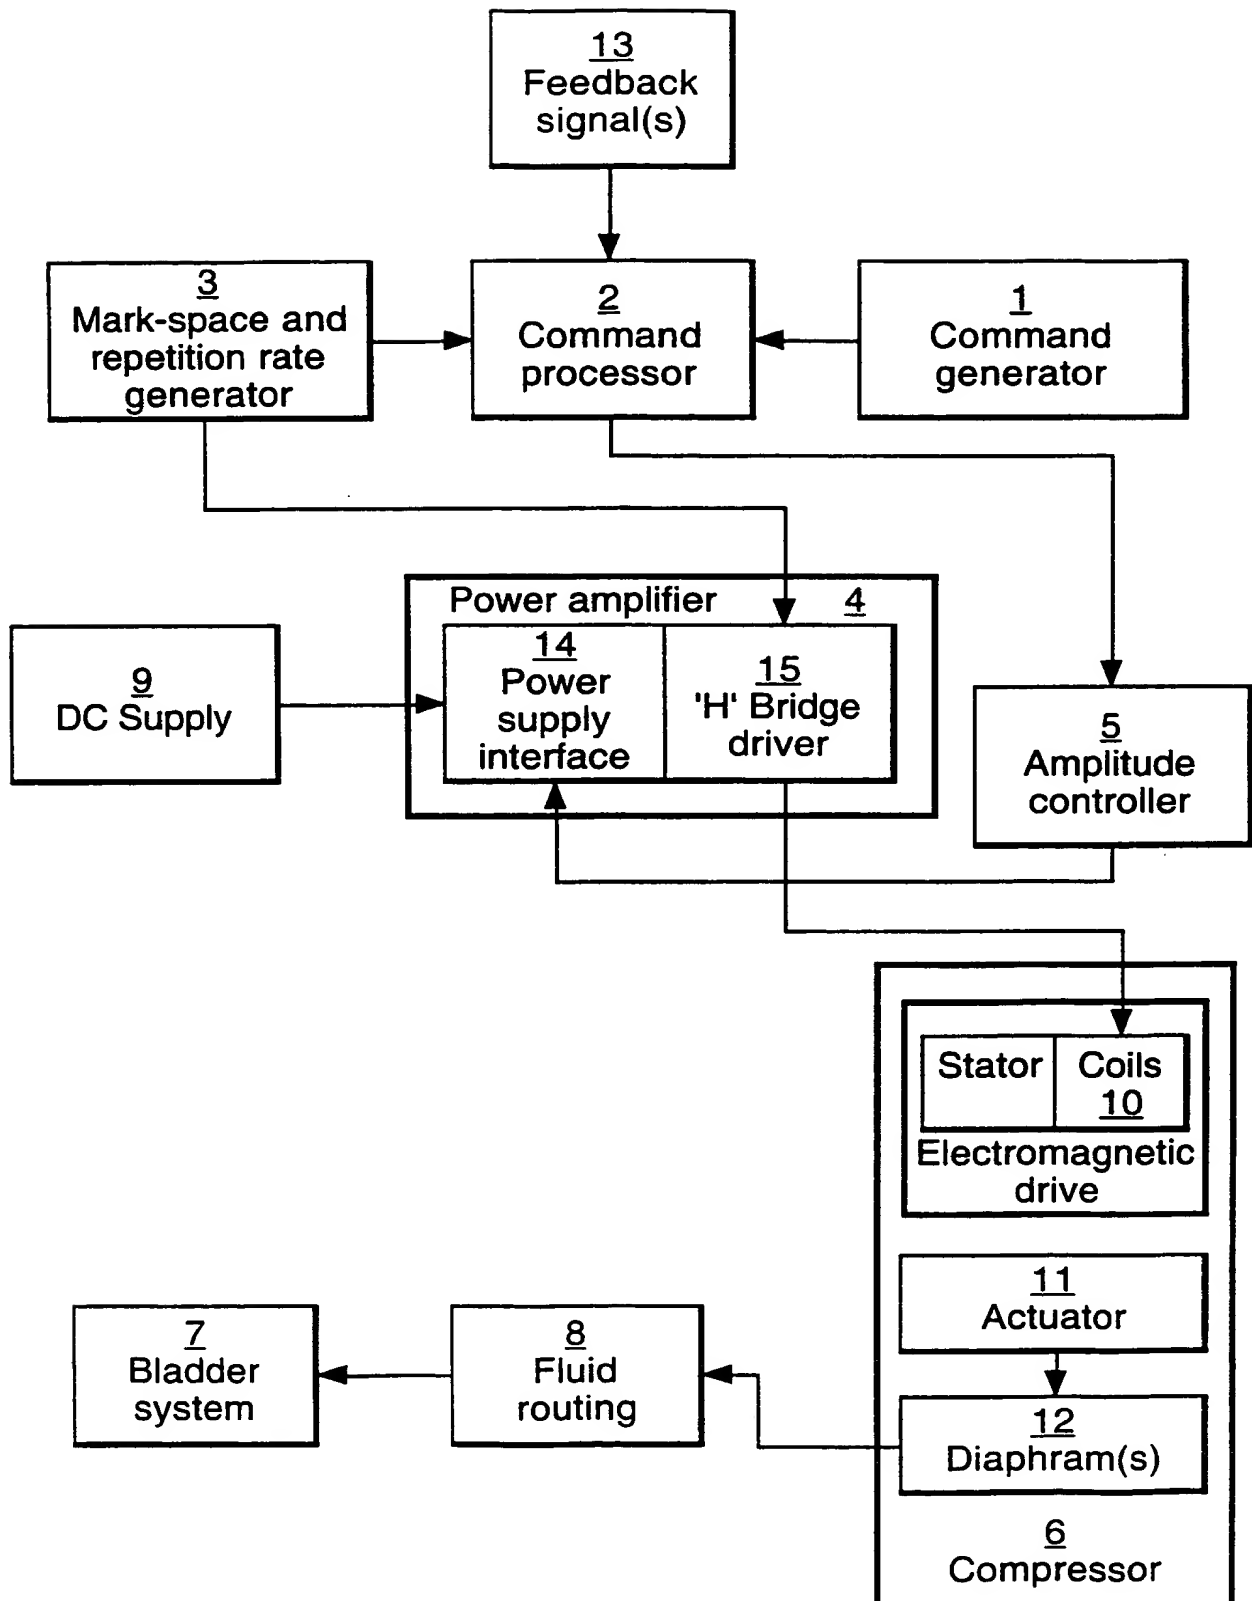 13
Feedback
signal(s)
3
Mark-space and
repetition rate
generator
2
Command
processor
1
Command
generator
Power amplifier 4
9
DC Supply
14
Power
supply
interface
15
'H' Bridge
driver
5
Amplitude
controller
Stator
Coils
10
Electromagnetic
drive
11
Actuator
7
Bladder
system
8
Fluid
routing
12
Diaphram(s)
6
Compressor